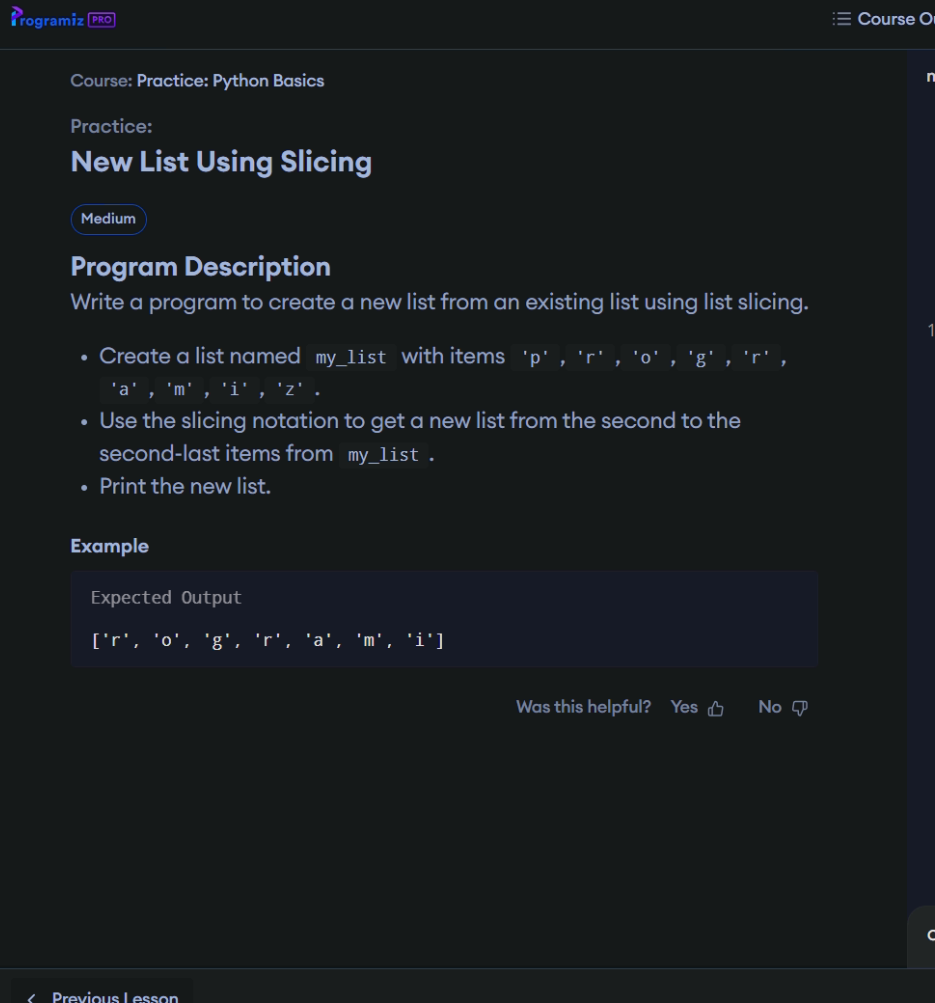 Programiz PRO
Course O
Course: Practice: Python Basics
Practice:
New List Using Slicing
Medium
Program Description
Write a program to create a new list from an existing list using list slicing.
• Create a list named my_list with items 'p' , 'r' , 'o' , 'g' , 'r' ,
'a' , 'm' , 'i' , 'z' .
• Use the slicing notation to get a new list from the second to the
second-last items from my_list .
• Print the new list.
Example
Expected Output
['r', 'o', 'g', 'r', 'a', 'm', 'i']
Was this helpful? Yes No
Previous Lesson